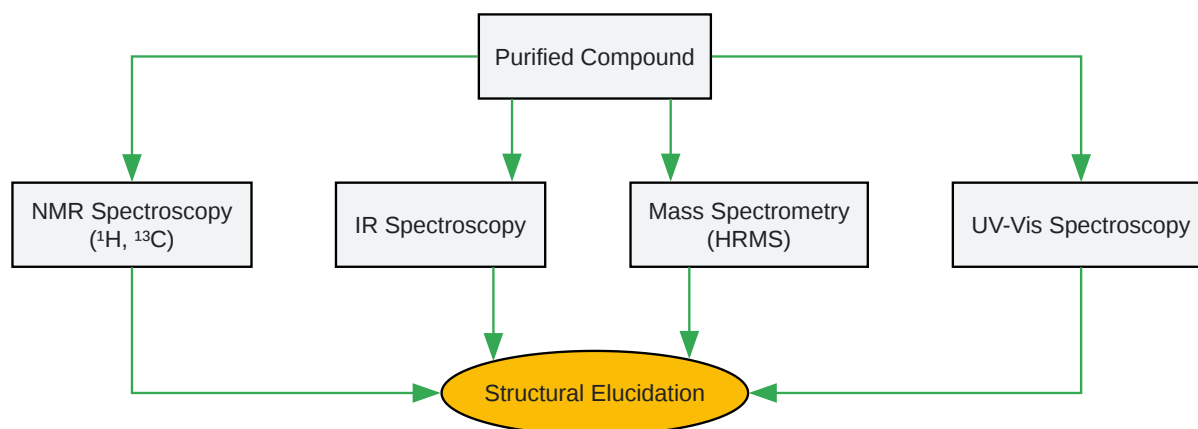 Purified Compound
NMR Spectroscopy
(¹H, ¹³C)
IR Spectroscopy
Mass Spectrometry
(HRMS)
UV-Vis Spectroscopy
Structural Elucidation